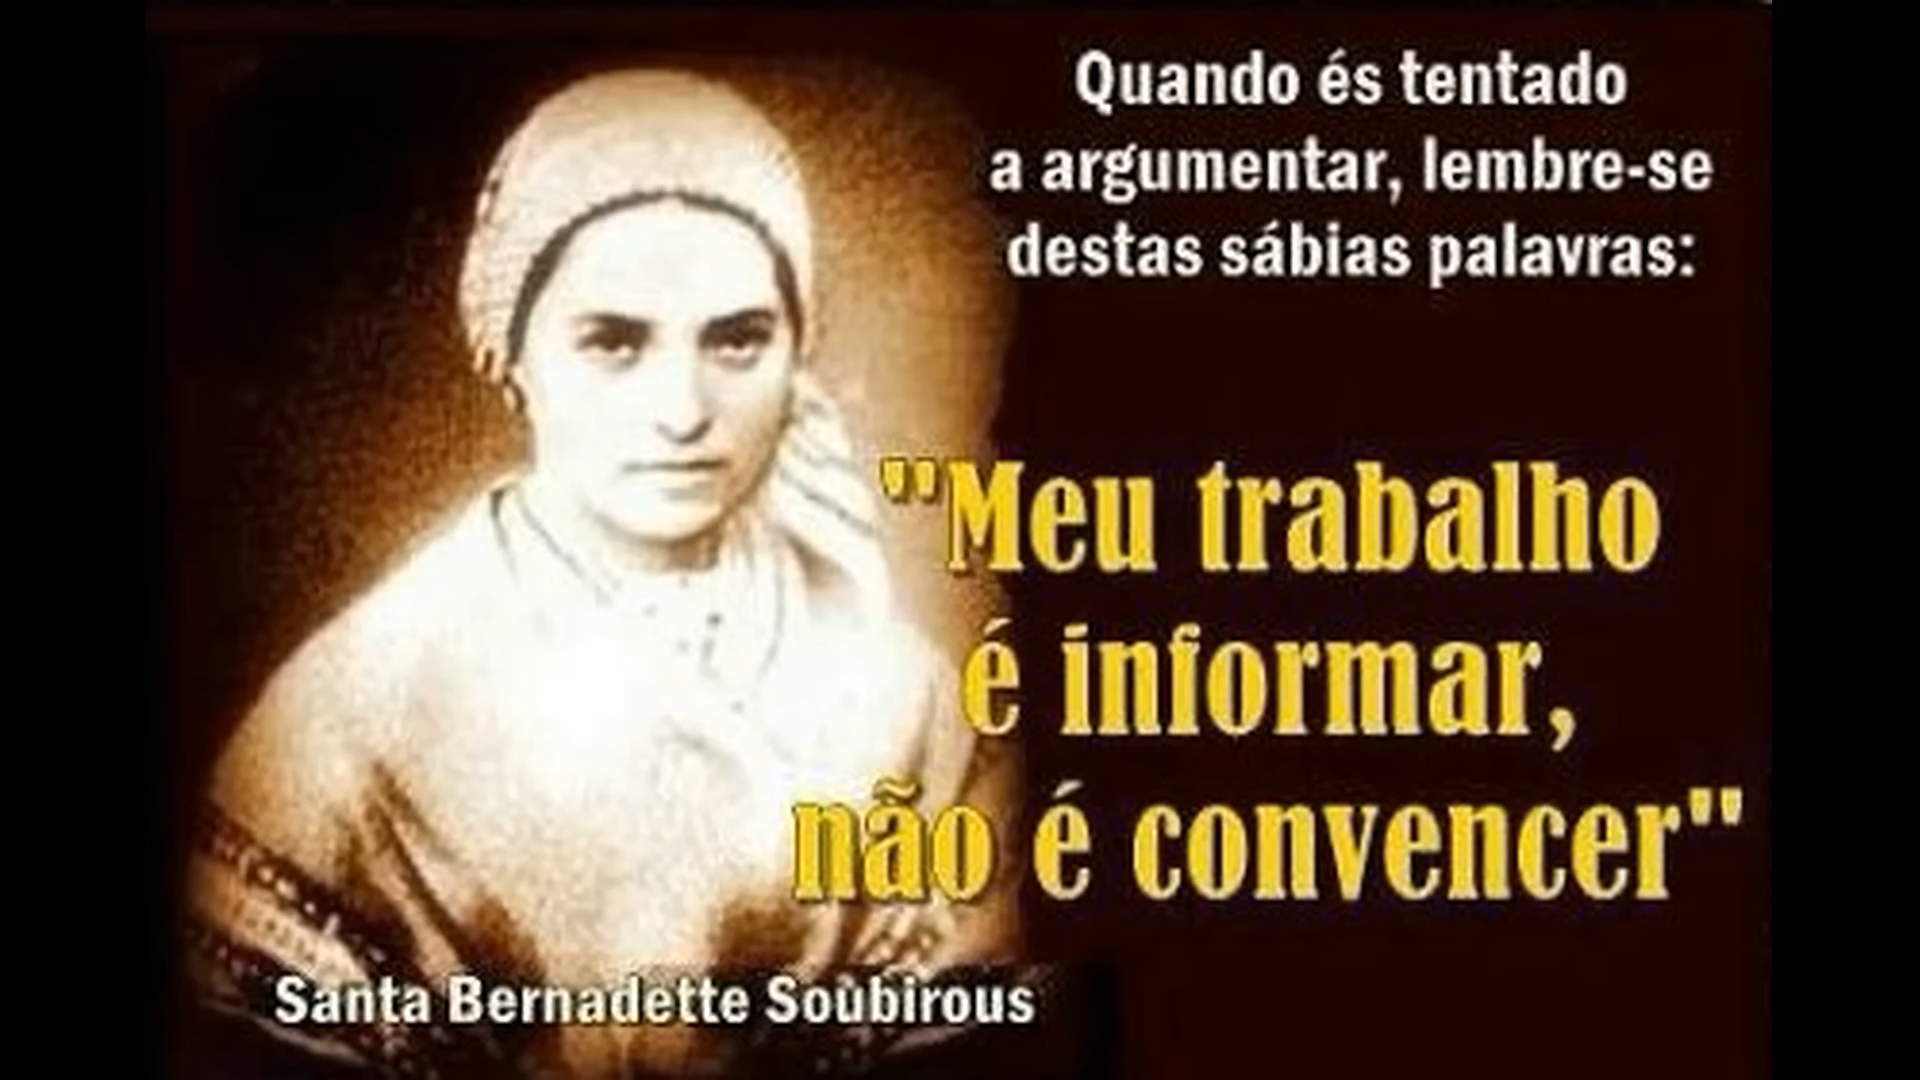 Quando és tentado
a argumentar, lembre-se
destas sábias palavras:
"Meu trabalho
é informar,
não é convencer"
Santa Bernadette Soubirous